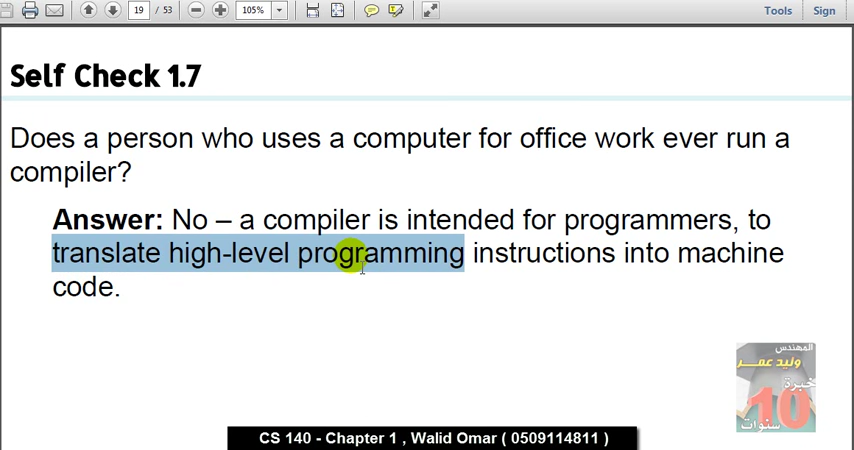 19 / 53
105%
Tools
Sign
Self Check 1.7
Does a person who uses a computer for office work ever run a
compiler?
Answer: No – a compiler is intended for programmers, to
translate high-level programming instructions into machine
code.
المهندس
وليد عمر
خبرة
10
سنوات
CS 140 - Chapter 1 , Walid Omar ( 0509114811 )